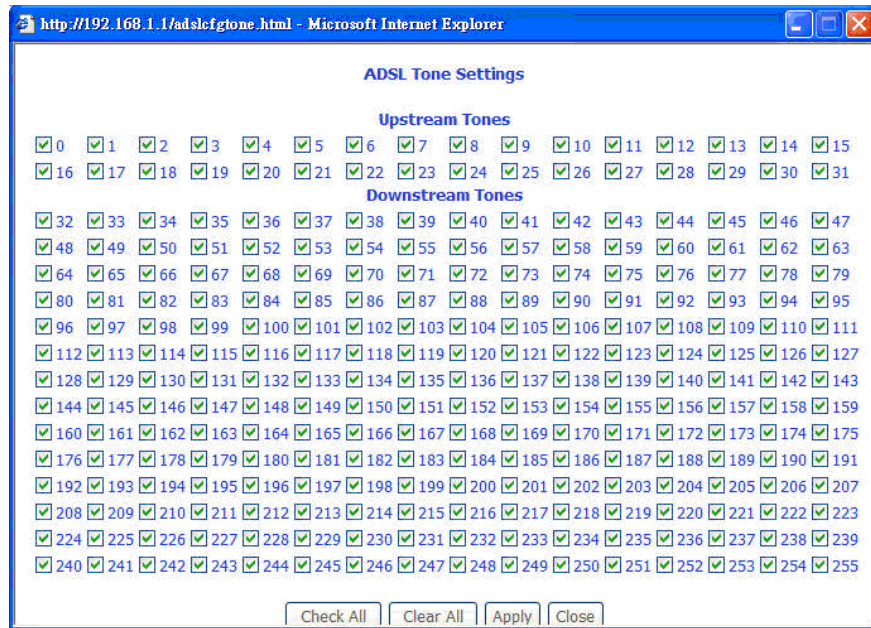 http://192.168.1.1/adslcfgtone.html - Microsoft Internet Explorer
ADSL Tone Settings
Upstream Tones
0 1 2 3 4 5 6 7 8 9 10 11 12 13 14 15
16 17 18 19 20 21 22 23 24 25 26 27 28 29 30 31
Downstream Tones
32 33 34 35 36 37 38 39 40 41 42 43 44 45 46 47
48 49 50 51 52 53 54 55 56 57 58 59 60 61 62 63
64 65 66 67 68 69 70 71 72 73 74 75 76 77 78 79
80 81 82 83 84 85 86 87 88 89 90 91 92 93 94 95
96 97 98 99 100 101 102 103 104 105 106 107 108 109 110 111
112 113 114 115 116 117 118 119 120 121 122 123 124 125 126 127
128 129 130 131 132 133 134 135 136 137 138 139 140 141 142 143
144 145 146 147 148 149 150 151 152 153 154 155 156 157 158 159
160 161 162 163 164 165 166 167 168 169 170 171 172 173 174 175
176 177 178 179 180 181 182 183 184 185 186 187 188 189 190 191
192 193 194 195 196 197 198 199 200 201 202 203 204 205 206 207
208 209 210 211 212 213 214 215 216 217 218 219 220 221 222 223
224 225 226 227 228 229 230 231 232 233 234 235 236 237 238 239
240 241 242 243 244 245 246 247 248 249 250 251 252 253 254 255
Check All Clear All Apply Close